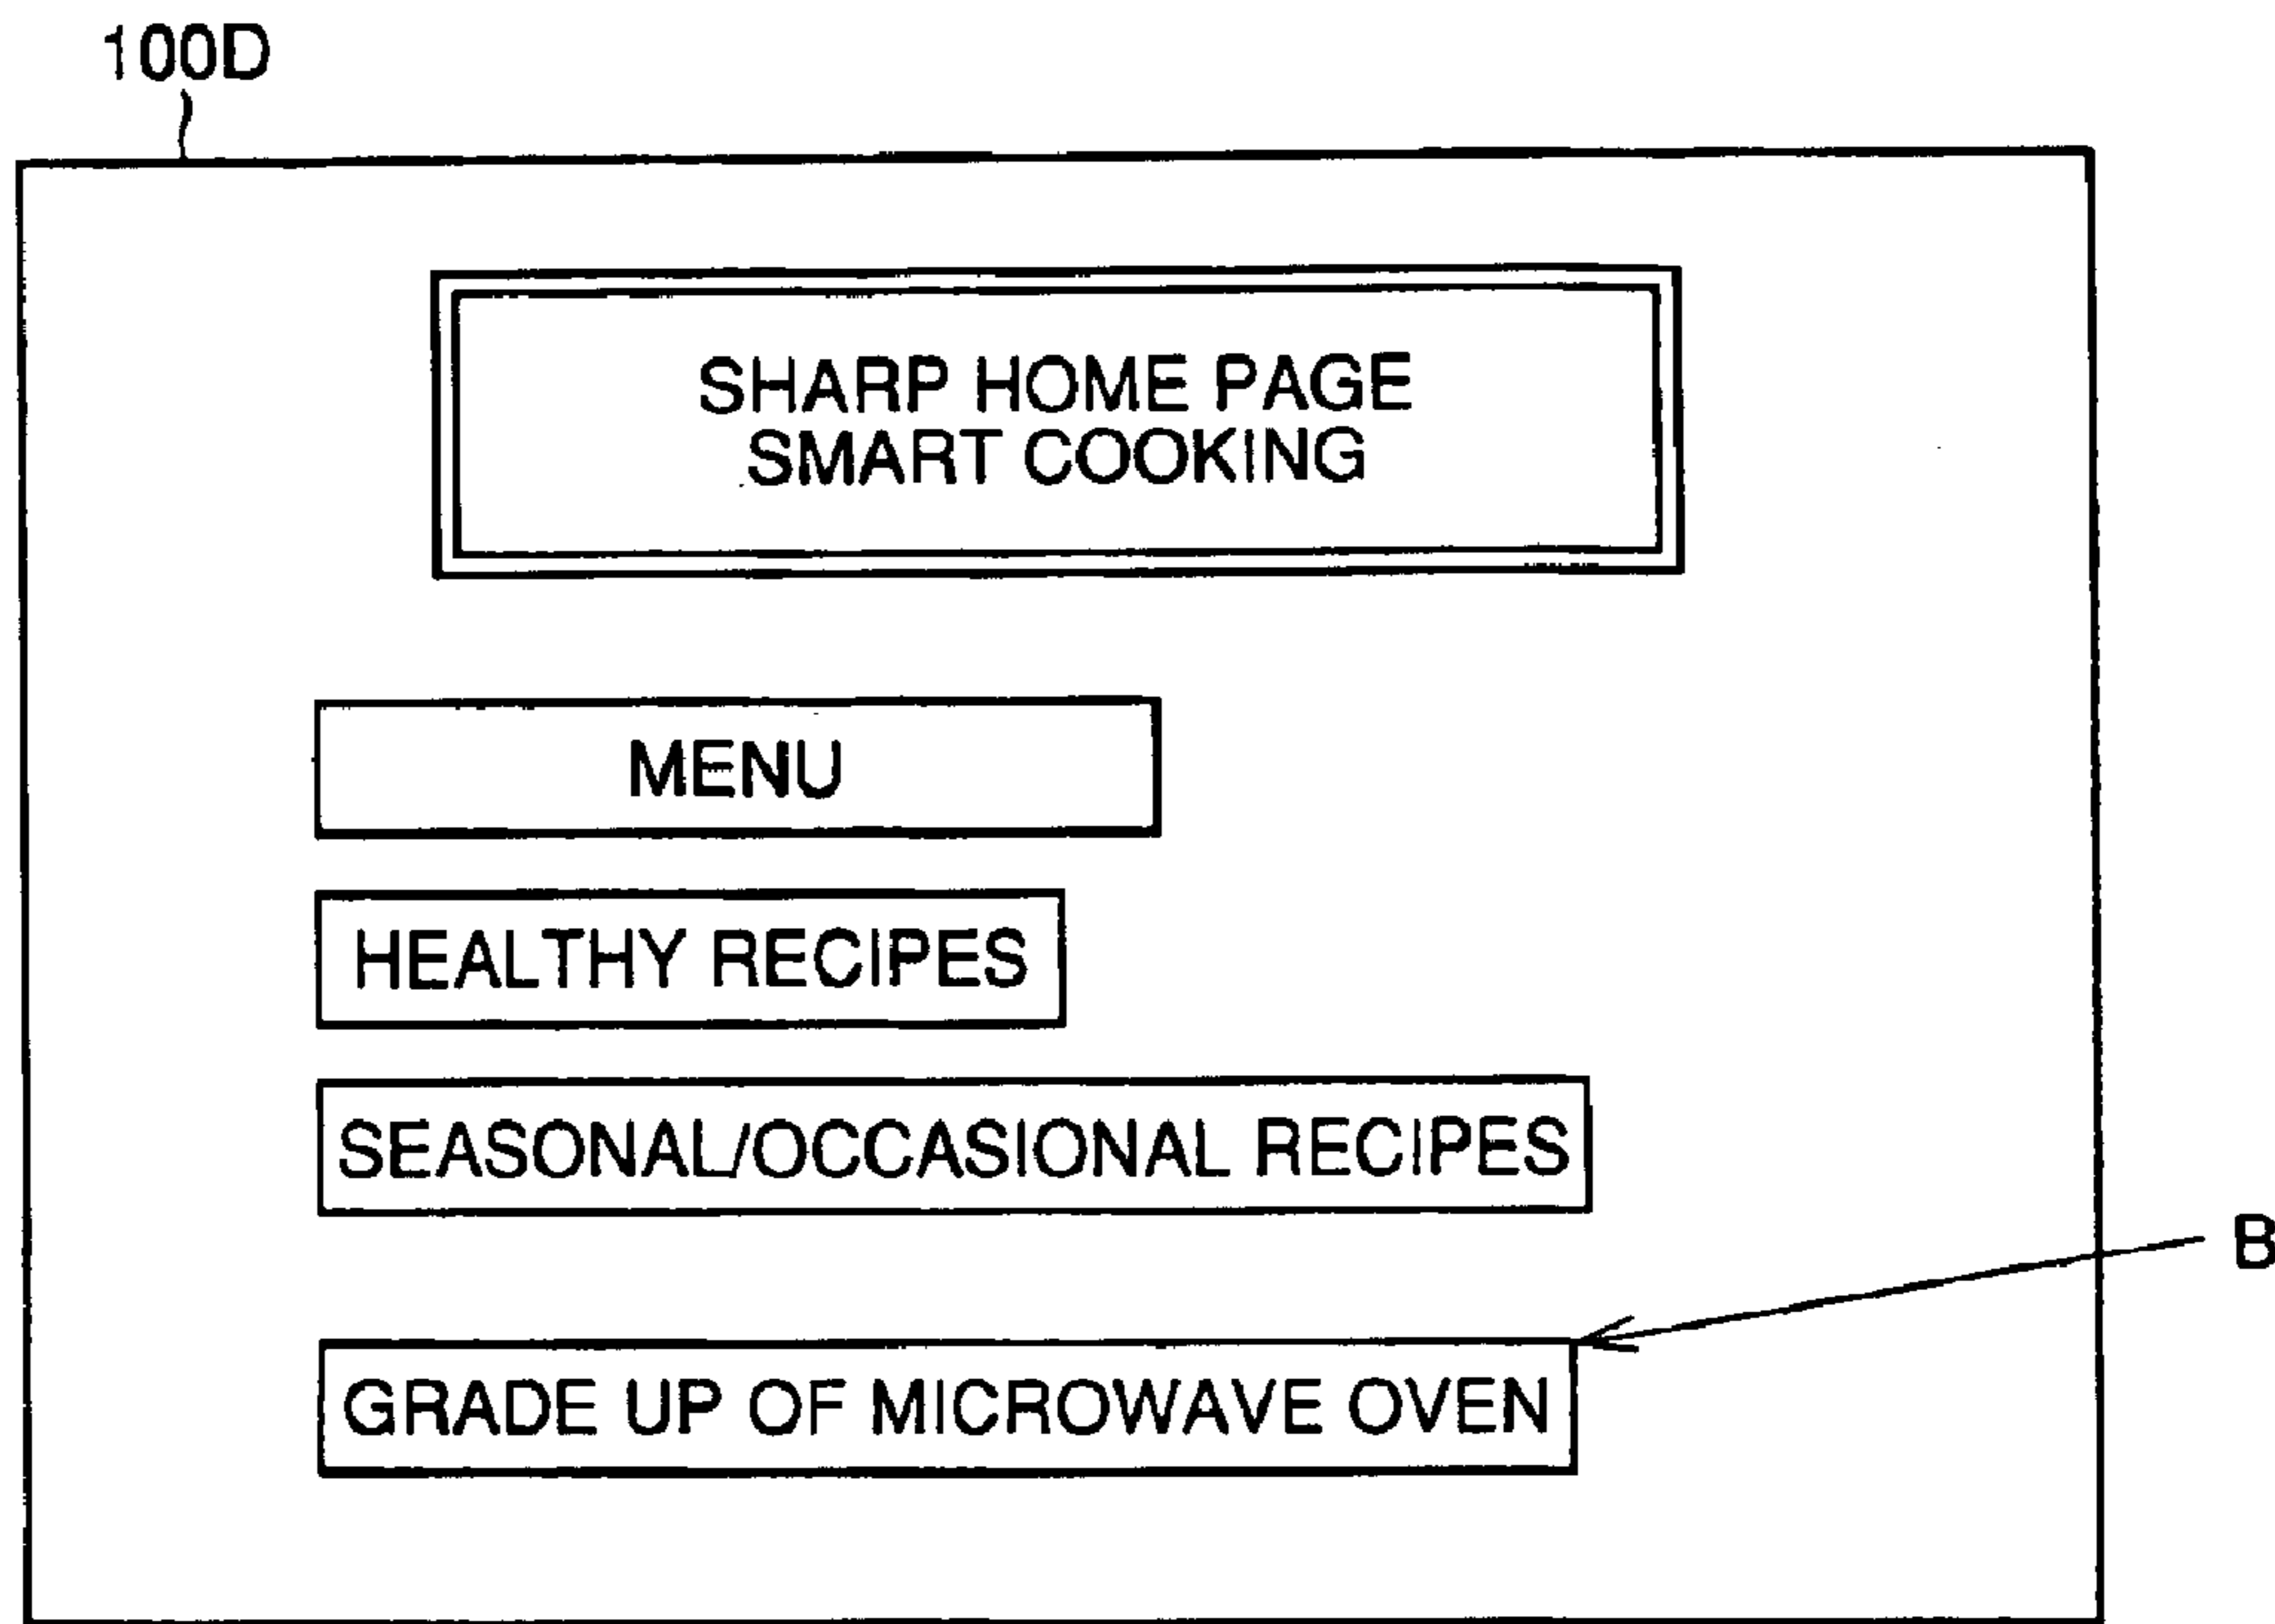 100D
SHARP HOME PAGE
SMART COOKING
MENU
HEALTHY RECIPES
SEASONAL/OCCASIONAL RECIPES
B
GRADE UP OF MICROWAVE OVEN